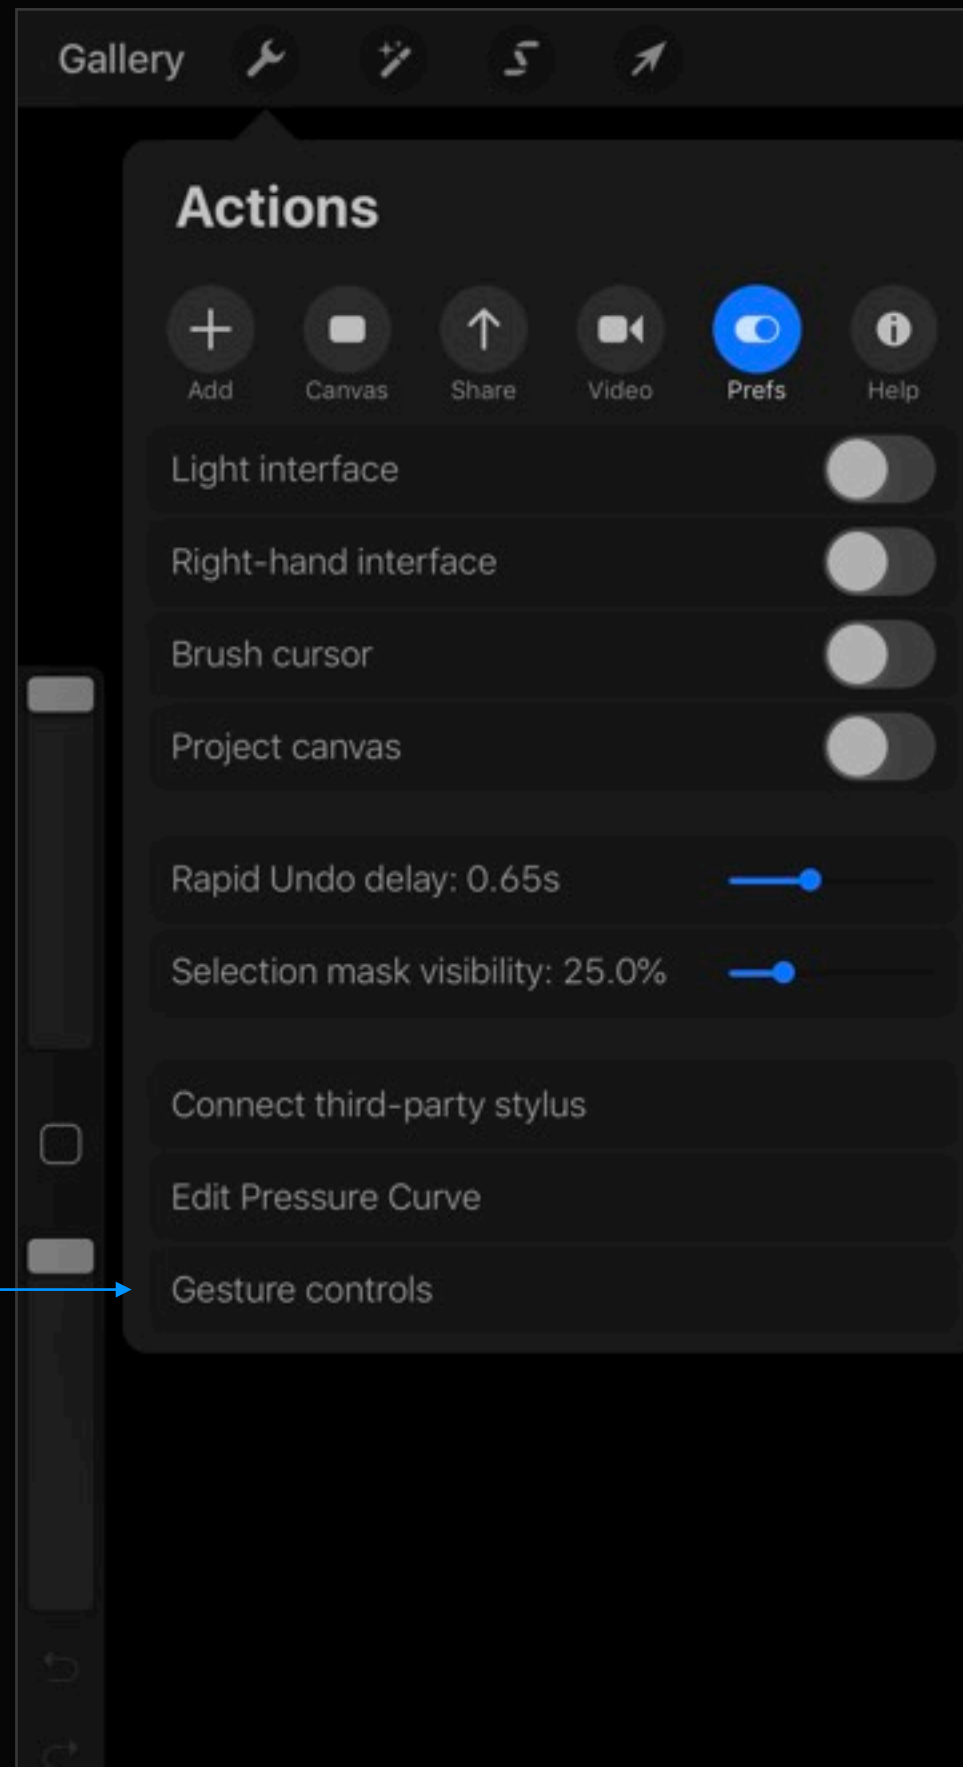 Gallery
Actions
Add Canvas Share Video Prefs Help
Light interface
Right-hand interface
Brush cursor
Project canvas
Rapid Undo delay: 0.65s
Selection mask visibility: 25.0%
Connect third-party stylus
Edit Pressure Curve
Gesture controls